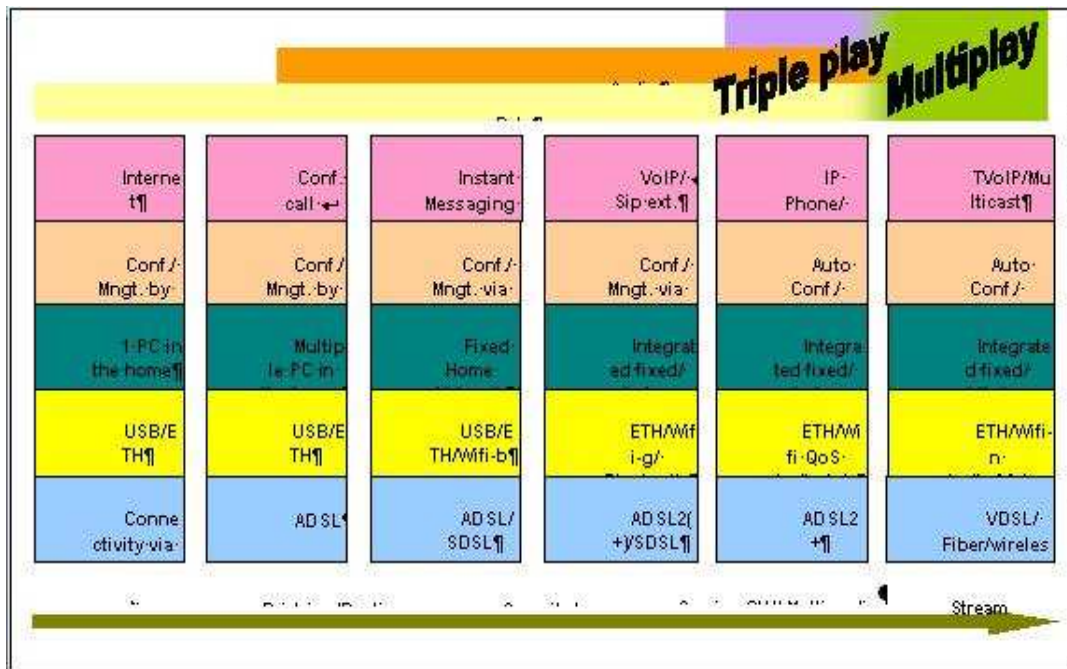 Triple play Multiplay
Interne
t¶
Conf.·
call·↵
Instant·
Messaging·
VoIP/·
Sip·ext.¶
IP·
Phone/·
TVoIP/Mu
lticast¶
Conf./·
Mngt.·by·
Conf./
Mngt.·by·
Conf./·
Mngt.·via·
Conf./·
Mngt.·via·
Auto·
Conf./·
Auto·
Conf./·
1·PC·in
the·home¶
Multip
le·PC·in·
Fixed·
Home·
Integrat
ed·fixed/·
Integra
ted·fixed/·
Integrate
d·fixed/·
USB/E
TH¶
USB/E
TH¶
USB/E
TH/Wifi-b¶
ETH/Wif
i-g/·
ETH/Wi
fi·QoS·
ETH/Wifi-
n·
Conne
ctivity·via·
ADSL¶
ADSL/
SDSL¶
ADSL2(
+)/SDSL¶
ADSL2
+¶
VDSL/·
Fiber/wireles
Stream